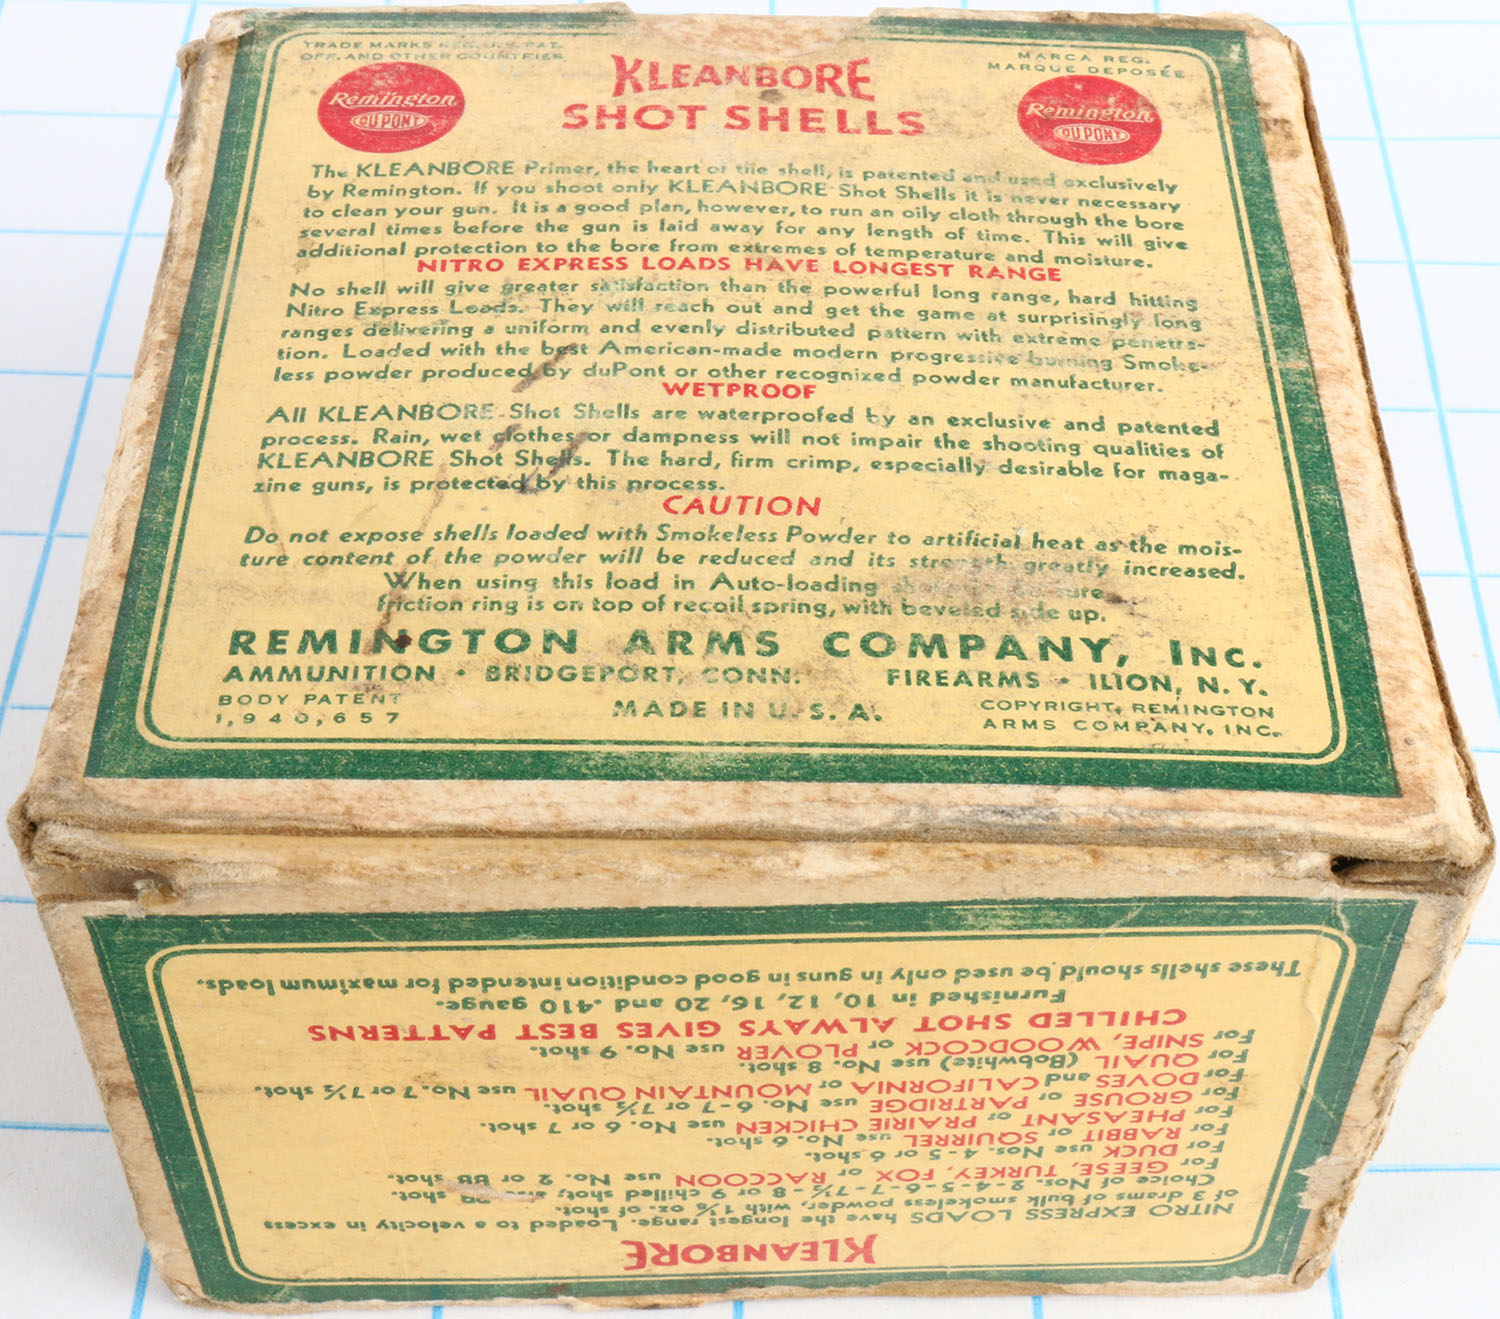 TRADE MARKS REG. U.S. PAT.
OFF. AND OTHER COUNTRIES
MARCA REG.
MARQUE DEPOSÉE
Remington
DU PONT
KLEANBORE
SHOT SHELLS
Remington
DU PONT
The KLEANBORE Primer, the heart of the shell, is patented and used exclusively
by Remington. If you shoot only KLEANBORE Shot Shells it is never necessary
to clean your gun. It is a good plan, however, to run an oily cloth through the bore
several times before the gun is laid away for any length of time. This will give
additional protection to the bore from extremes of temperature and moisture.
NITRO EXPRESS LOADS HAVE LONGEST RANGE
No shell will give greater satisfaction than the powerful long range, hard hitting
Nitro Express Loads. They will reach out and get the game at surprisingly long
ranges delivering a uniform and evenly distributed pattern with extreme penetra-
tion. Loaded with the best American-made modern progressive burning Smoke-
less powder produced by duPont or other recognized powder manufacturer.
WETPROOF
All KLEANBORE Shot Shells are waterproofed by an exclusive and patented
process. Rain, wet clothes or dampness will not impair the shooting qualities of
KLEANBORE Shot Shells. The hard, firm crimp, especially desirable for maga-
zine guns, is protected by this process.
CAUTION
Do not expose shells loaded with Smokeless Powder to artificial heat as the mois-
ture content of the powder will be reduced and its strength greatly increased.
When using this load in Auto-loading sure
friction ring is on top of recoil spring, with beveled side up.
REMINGTON ARMS COMPANY, INC.
AMMUNITION • BRIDGEPORT, CONN. FIREARMS • ILION, N. Y.
BODY PATENT
1,940,657
MADE IN U. S. A.
COPYRIGHT, REMINGTON
ARMS COMPANY, INC.
KLEANBORE
NITRO EXPRESS LOADS have the longest range. Loaded to a velocity in excess
of 3 drams of bulk smokeless powder, with 1⅛ oz. of shot.
Choice of Nos. 2-4-5-6-7-7½-8 or 9 chilled shot; also BB shot.
For GEESE, TURKEY, FOX or RACCOON use No. 2 or BB shot.
For DUCK use Nos. 4-5 or 6 shot.
For RABBIT or SQUIRREL use No. 6 shot.
For PHEASANT or PRAIRIE CHICKEN use No. 6 or 7 shot.
For GROUSE or PARTRIDGE use No. 6-7 or 7½ shot.
For DOVES and CALIFORNIA or MOUNTAIN QUAIL use No. 7 or 7½ shot.
For QUAIL (Bobwhite) use No. 8 shot.
For SNIPE, WOODCOCK or PLOVER use No. 9 shot.
CHILLED SHOT ALWAYS GIVES BEST PATTERNS
Furnished in 10, 12, 16, 20 and .410 gauge.
These shells should be used only in guns in good condition intended for maximum loads.